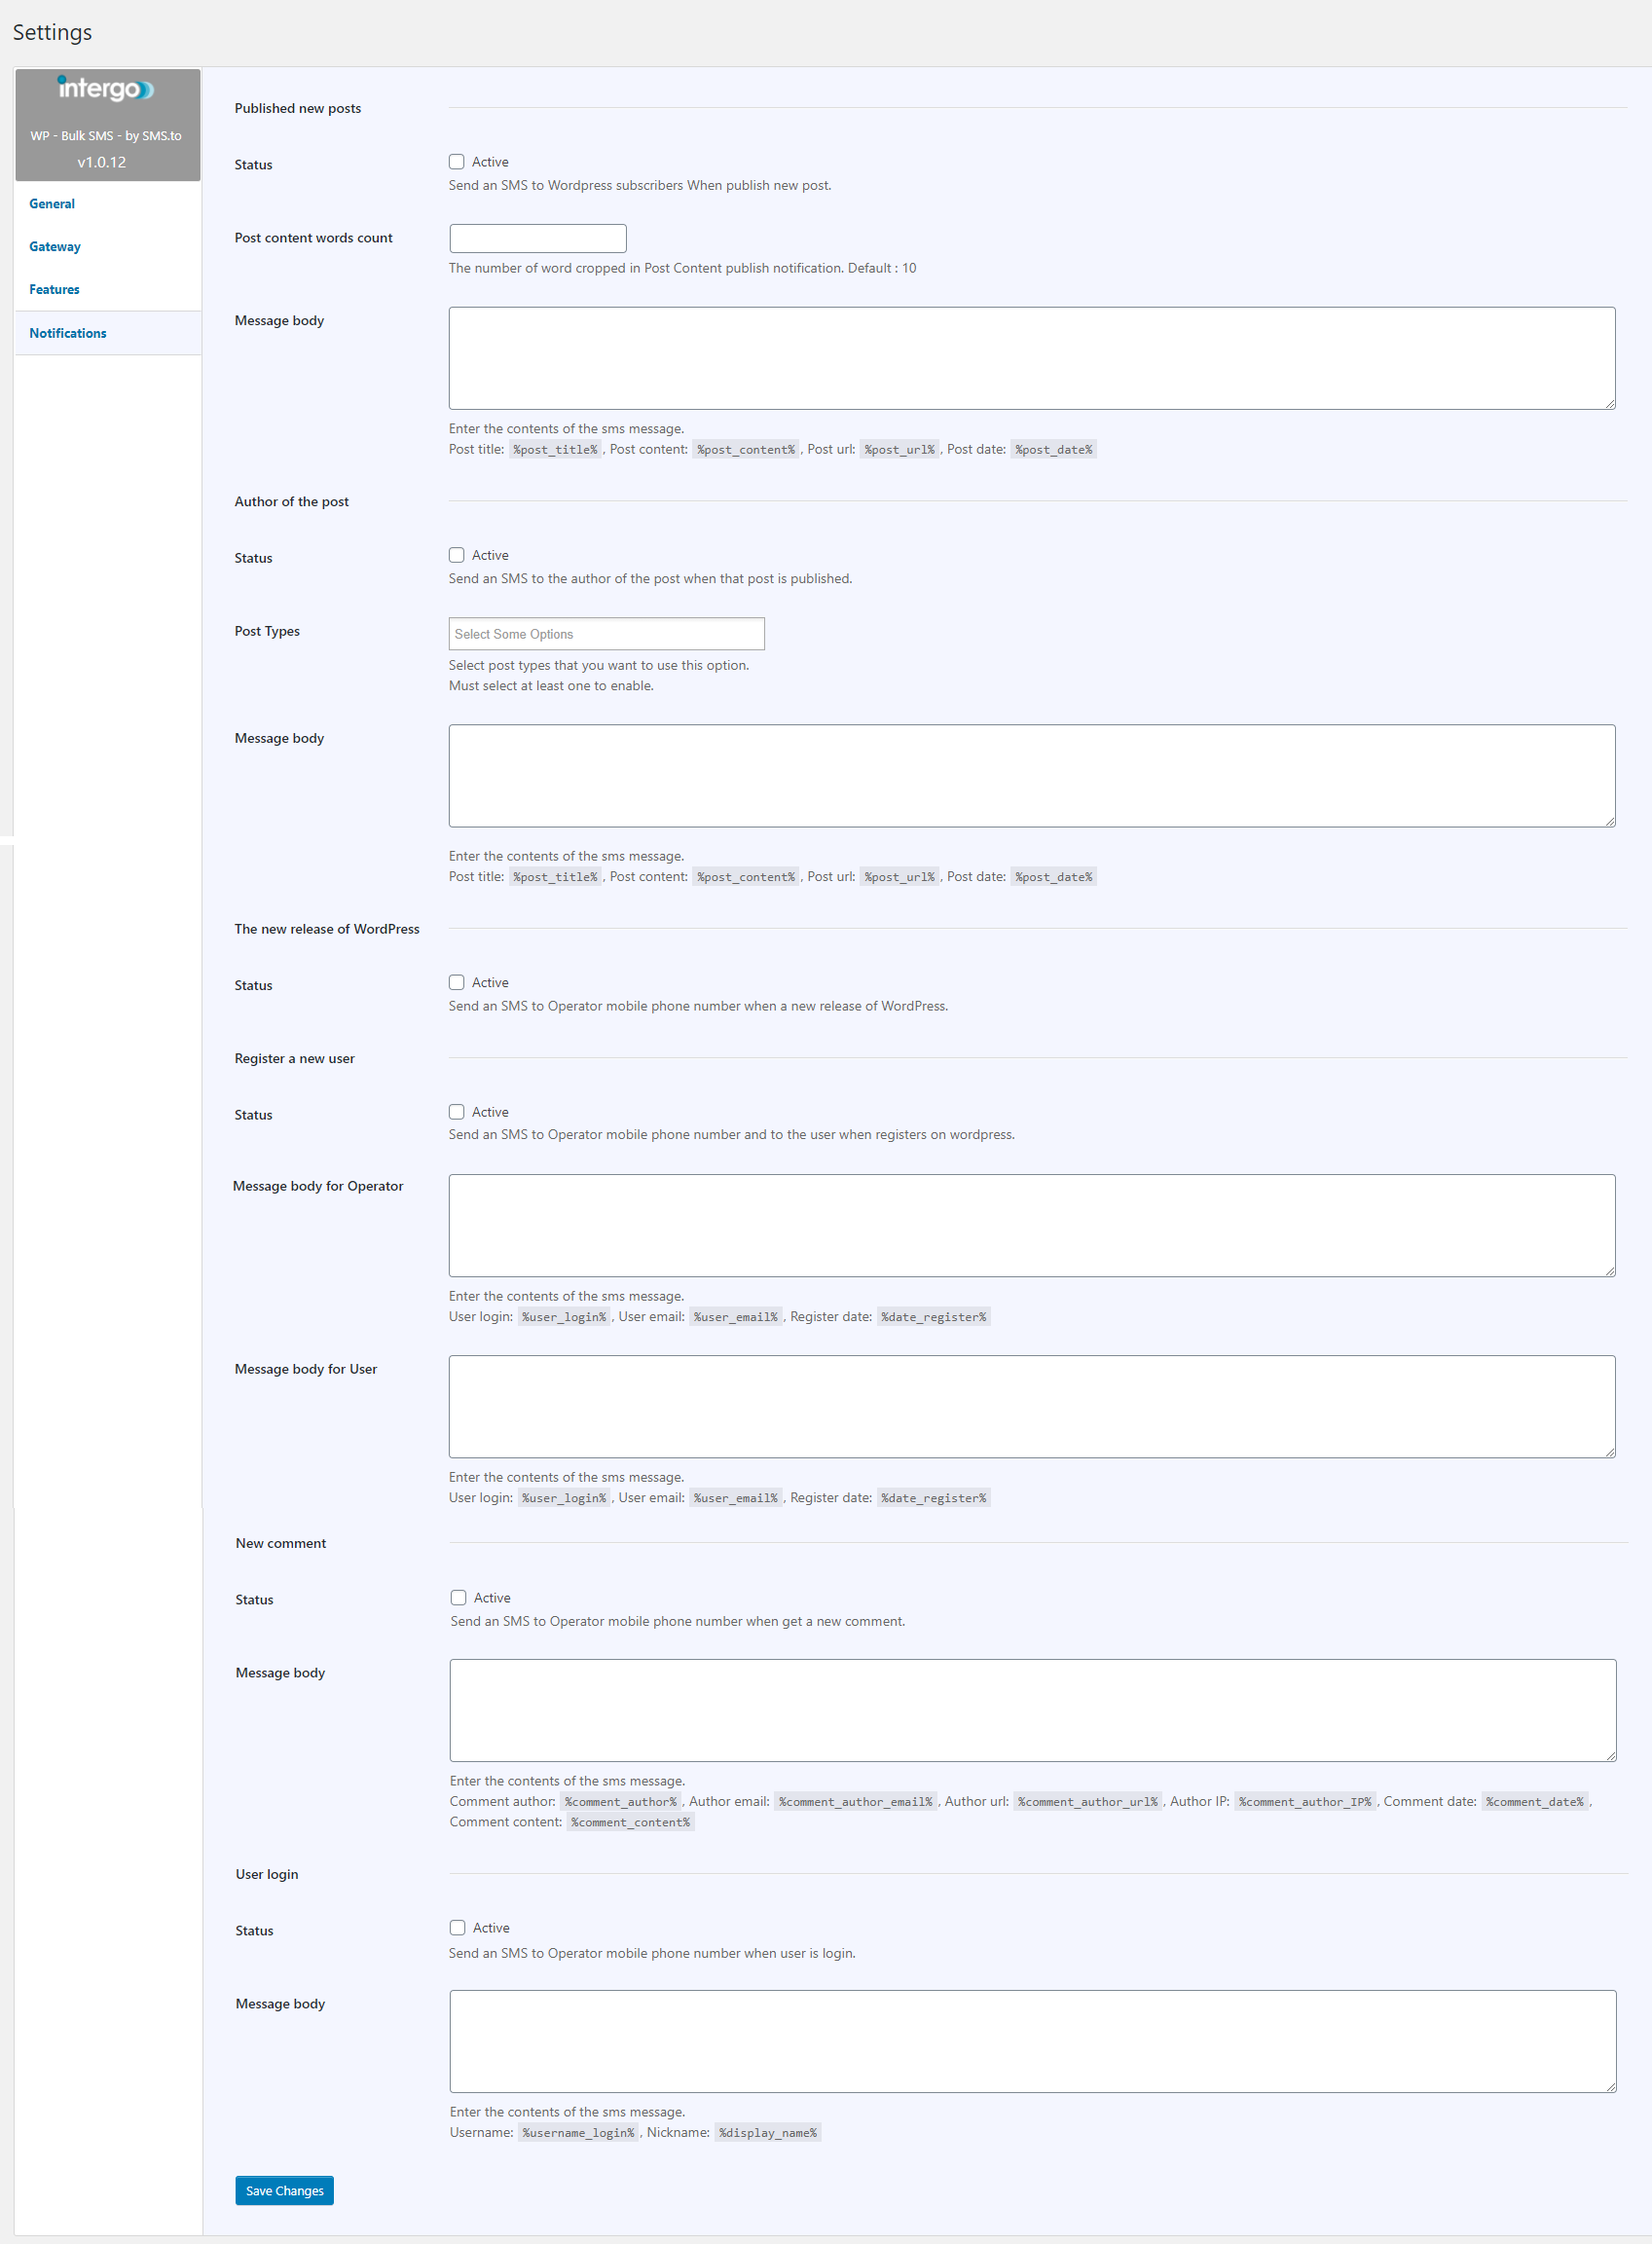 Settings
intergo
WP - Bulk SMS - by SMS.to
v1.0.12
General
Gateway
Features
Notifications
Published new posts
Status
Active
Send an SMS to Wordpress subscribers When publish new post.
Post content words count
The number of word cropped in Post Content publish notification. Default : 10
Message body
Enter the contents of the sms message.
Post title: %post_title%, Post content: %post_content%, Post url: %post_url%, Post date: %post_date%
Author of the post
Status
Active
Send an SMS to the author of the post when that post is published.
Post Types
Select Some Options
Select post types that you want to use this option.
Must select at least one to enable.
Message body
Enter the contents of the sms message.
Post title: %post_title%, Post content: %post_content%, Post url: %post_url%, Post date: %post_date%
The new release of WordPress
Status
Active
Send an SMS to Operator mobile phone number when a new release of WordPress.
Register a new user
Status
Active
Send an SMS to Operator mobile phone number and to the user when registers on wordpress.
Message body for Operator
Enter the contents of the sms message.
User login: %user_login%, User email: %user_email%, Register date: %date_register%
Message body for User
Enter the contents of the sms message.
User login: %user_login%, User email: %user_email%, Register date: %date_register%
New comment
Status
Active
Send an SMS to Operator mobile phone number when get a new comment.
Message body
Enter the contents of the sms message.
Comment author: %comment_author%, Author email: %comment_author_email%, Author url: %comment_author_url%, Author IP: %comment_author_IP%, Comment date: %comment_date%,
Comment content: %comment_content%
User login
Status
Active
Send an SMS to Operator mobile phone number when user is login.
Message body
Enter the contents of the sms message.
Username: %username_login%, Nickname: %display_name%
Save Changes